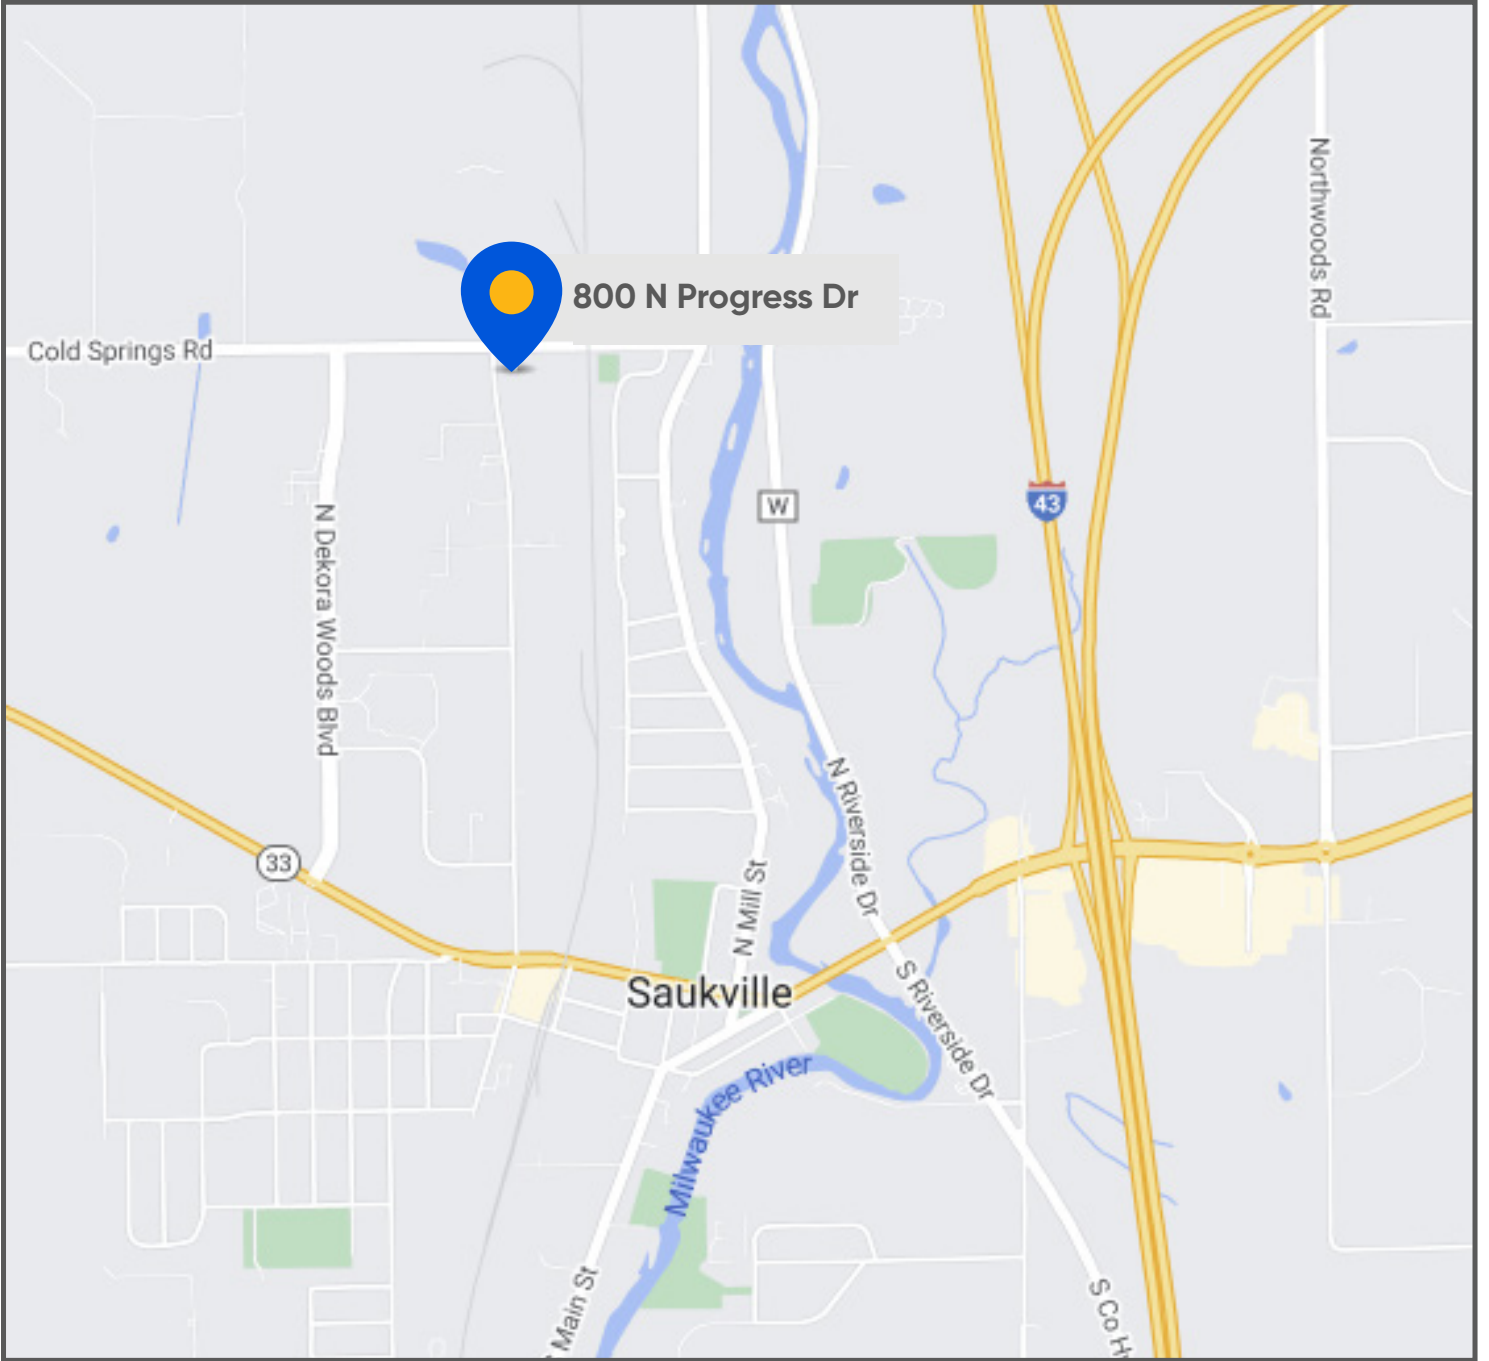 Northwoods Rd
800 N Progress Dr
Cold Springs Rd
43
W
N Dekora Woods Blvd
N Riverside Dr
33
N Mill St
Saukville
S Riverside Dr
Milwaukee River
Main St
S Co